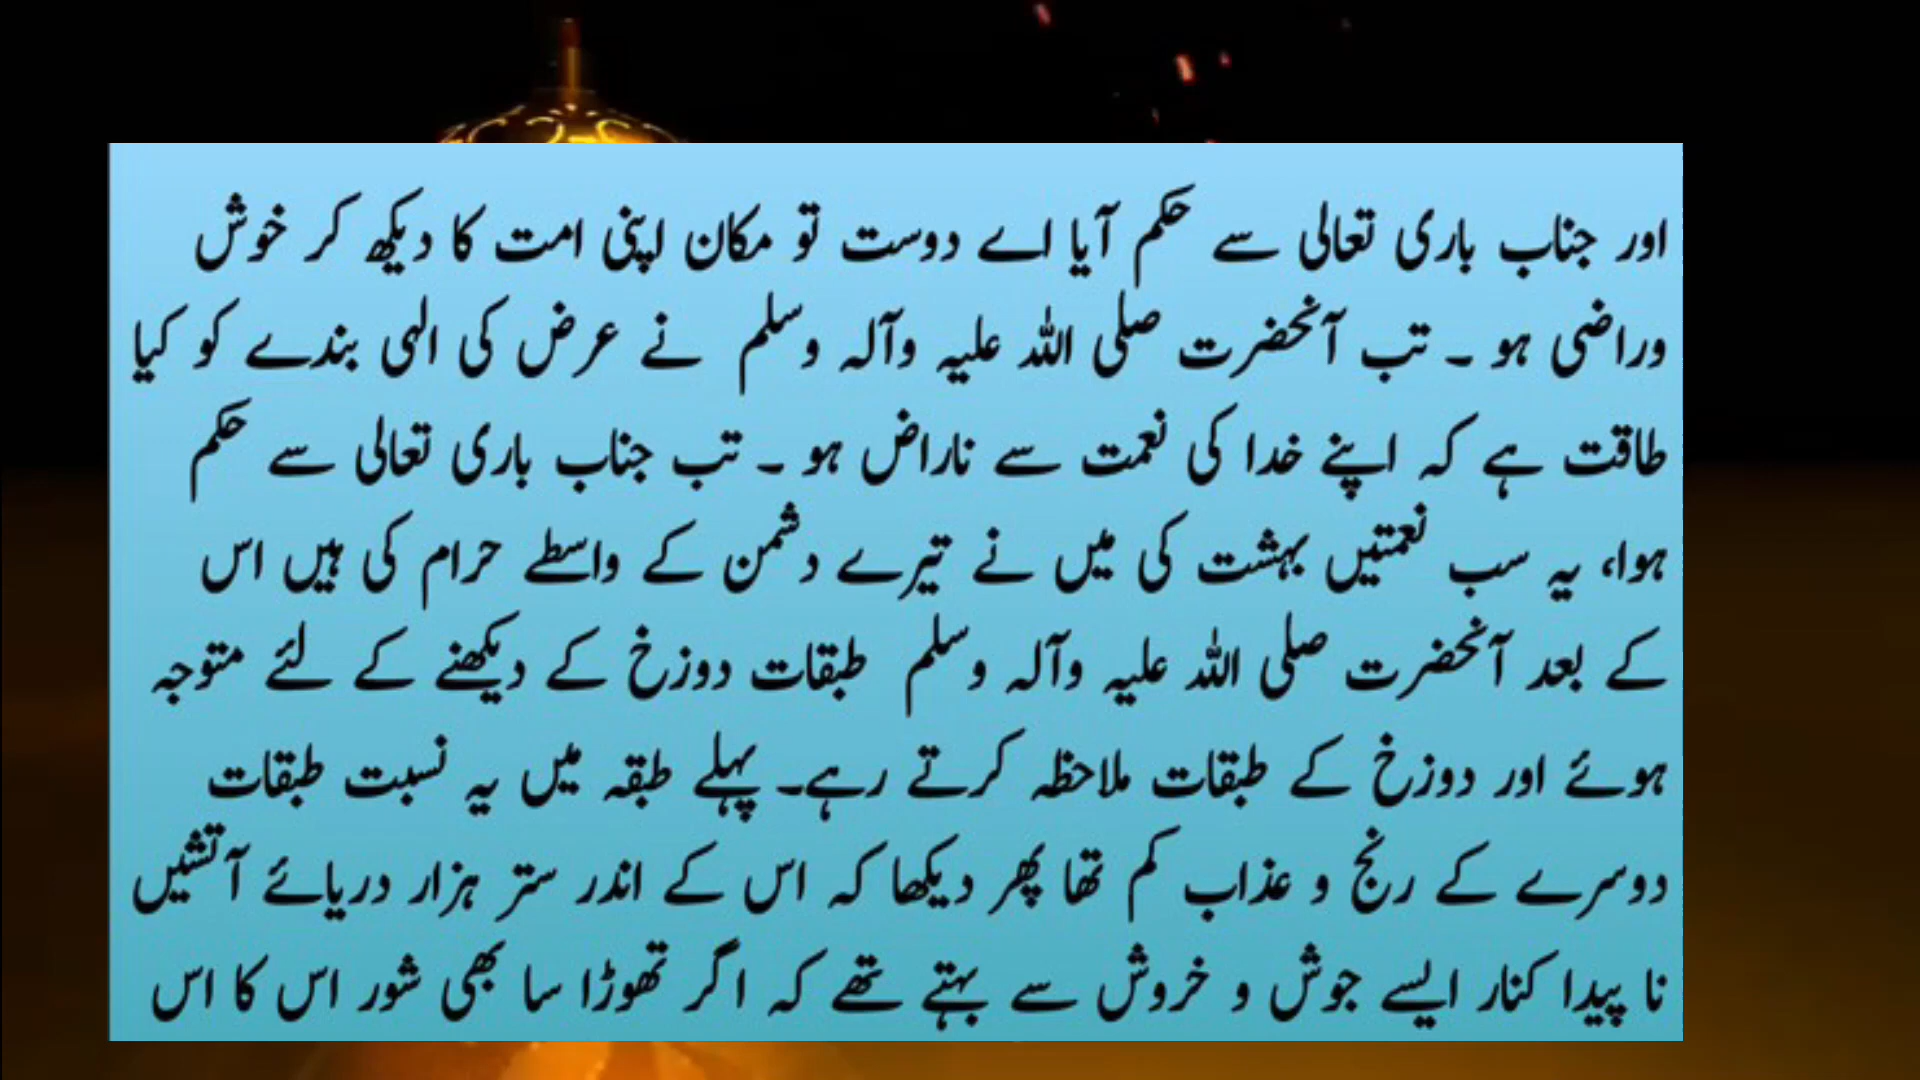 اور جناب باری تعالی سے حکم آیا اے دوست تو مکان اپنی امت کا دیکھ کر خوش
وراضی ہو ۔ تب آنحضرت صلی اللہ علیہ وآلہ وسلم نے عرض کی الہی بندے کو کیا
طاقت ہے کہ اپنے خدا کی نعمت سے ناراض ہو ۔ تب جناب باری تعالی سے حکم
ہوا، یہ سب نعمتیں بہشت کی میں نے تیرے دشمن کے واسطے حرام کی ہیں اس
کے بعد آنحضرت صلی اللہ علیہ وآلہ وسلم طبقات دوزخ کے دیکھنے کے لئے متوجہ
ہوئے اور دوزخ کے طبقات ملاحظہ کرتے رہے۔ پہلے طبقہ میں یہ نسبت طبقات
دوسرے کے رنج و عذاب کم تھا پھر دیکھا کہ اس کے اندر ستر ہزار دریائے آتشیں
نا پیدا کنار ایسے جوش و خروش سے بہتے تھے کہ اگر تھوڑا سا بھی شور اس کا اس